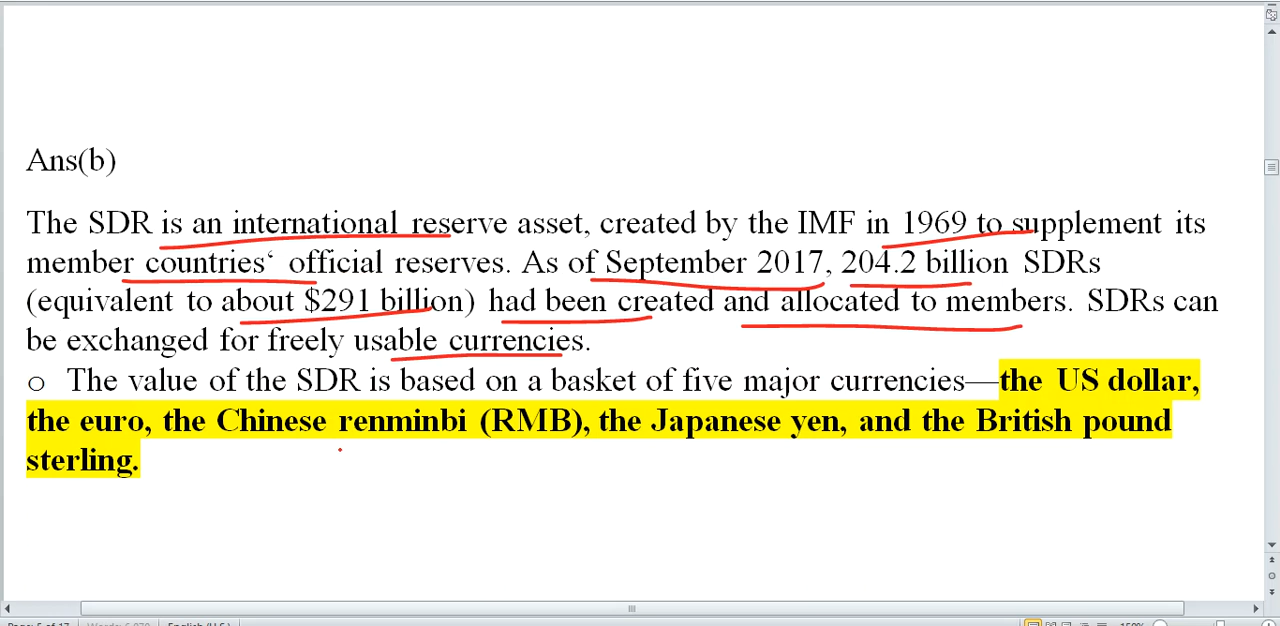 Ans(b)
The SDR is an international reserve asset, created by the IMF in 1969 to supplement its
member countries‘ official reserves. As of September 2017, 204.2 billion SDRs
(equivalent to about $291 billion) had been created and allocated to members. SDRs can
be exchanged for freely usable currencies.
o The value of the SDR is based on a basket of five major currencies—the US dollar,
the euro, the Chinese renminbi (RMB), the Japanese yen, and the British pound
sterling.